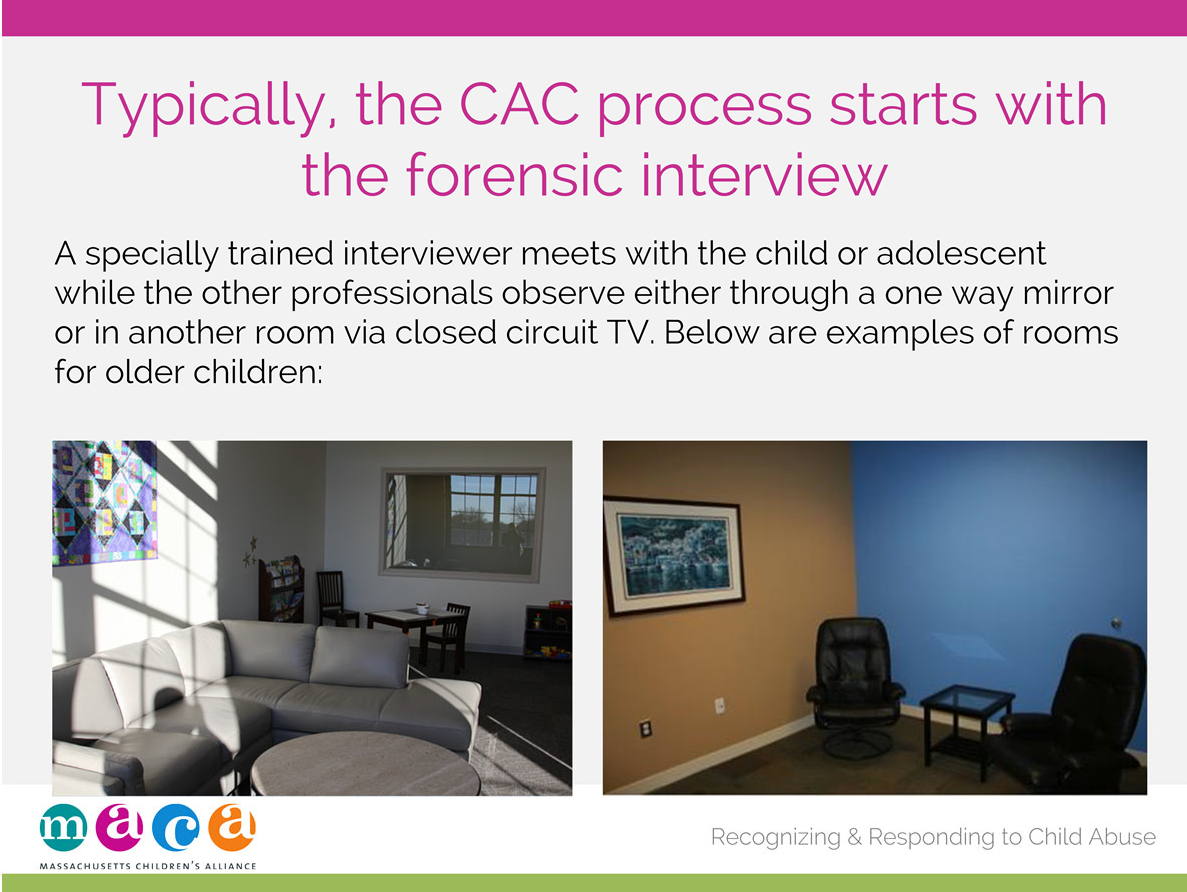 Typically, the CAC process starts with
the forensic interview
A specially trained interviewer meets with the child or adolescent
while the other professionals observe either through a one way mirror
or in another room via closed circuit TV. Below are examples of rooms
for older children:
maca
MASSACHUSETTS CHILDREN'S ALLIANCE
Recognizing & Responding to Child Abuse